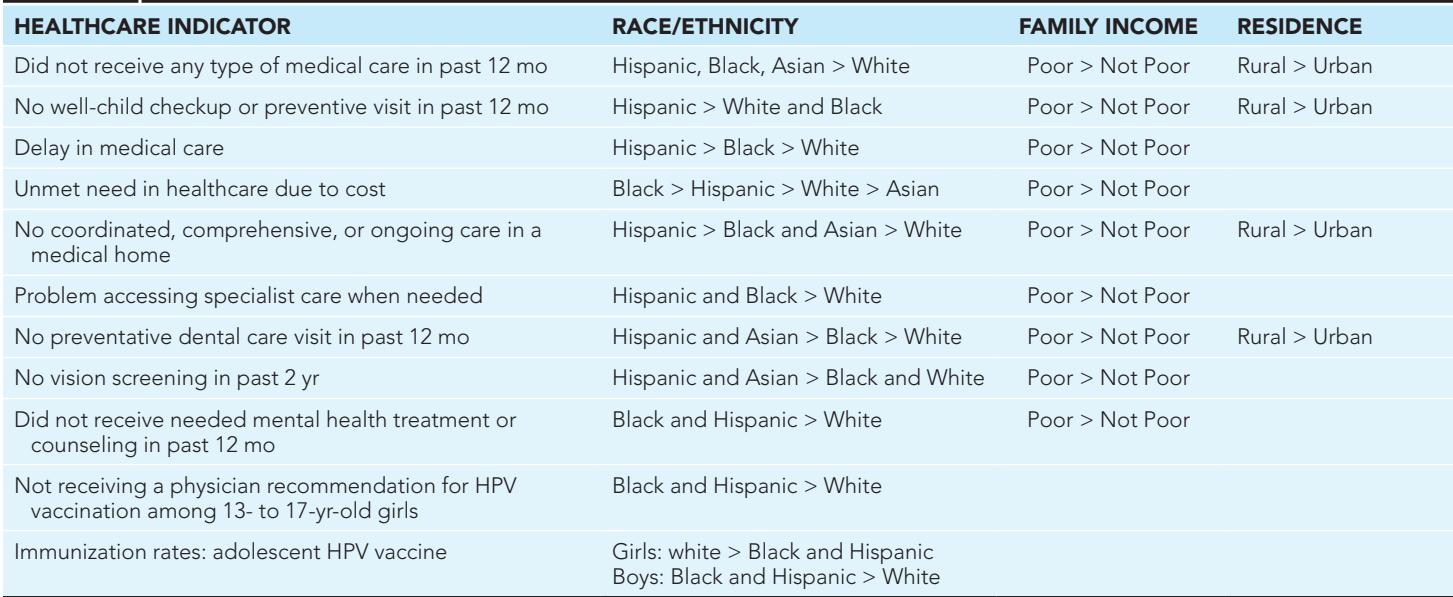 HEALTHCARE INDICATOR RACE/ETHNICITY FAMILY INCOME RESIDENCE
Did not receive any type of medical care in past 12 mo Hispanic, Black, Asian > White Poor > Not Poor Rural > Urban
No well-child checkup or preventive visit in past 12 mo Hispanic > White and Black Poor > Not Poor Rural > Urban
Delay in medical care Hispanic > Black > White Poor > Not Poor
Unmet need in healthcare due to cost Black > Hispanic > White > Asian Poor > Not Poor
No coordinated, comprehensive, or ongoing care in a Hispanic > Black and Asian > White Poor > Not Poor Rural > Urban
medical home
Problem accessing specialist care when needed Hispanic and Black > White Poor > Not Poor
No preventative dental care visit in past 12 mo Hispanic and Asian > Black > White Poor > Not Poor Rural > Urban
No vision screening in past 2 yr Hispanic and Asian > Black and White Poor > Not Poor
Did not receive needed mental health treatment or Black and Hispanic > White Poor > Not Poor
counseling in past 12 mo
Not receiving a physician recommendation for HPV Black and Hispanic > White
vaccination among 13- to 17-yr-old girls
Immunization rates: adolescent HPV vaccine Girls: white > Black and Hispanic
Boys: Black and Hispanic > White